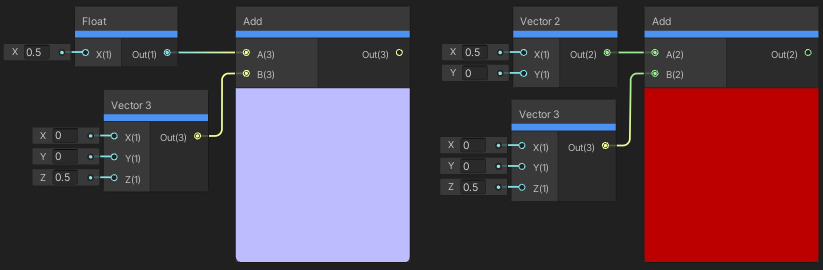 Float
X 0.5
X(1) Out(1)
Add
A(3) Out(3)
B(3)
Vector 3
X 0
X(1) Out(3)
Y 0
Y(1)
Z 0.5
Z(1)
Vector 2
X 0.5
X(1) Out(2)
Y 0
Y(1)
Add
A(2) Out(2)
B(2)
Vector 3
X 0
X(1) Out(3)
Y 0
Y(1)
Z 0.5
Z(1)